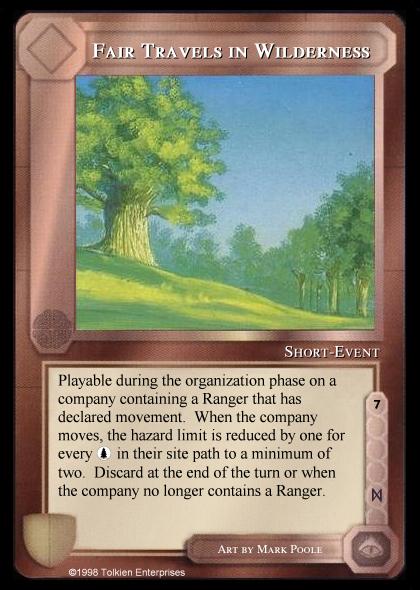 Fair Travels in Wilderness
Short-Event
Playable during the organization phase on a
company containing a Ranger that has
declared movement. When the company
moves, the hazard limit is reduced by one for
every in their site path to a minimum of
two. Discard at the end of the turn or when
the company no longer contains a Ranger.
7
Art by Mark Poole
©1998 Tolkien Enterprises